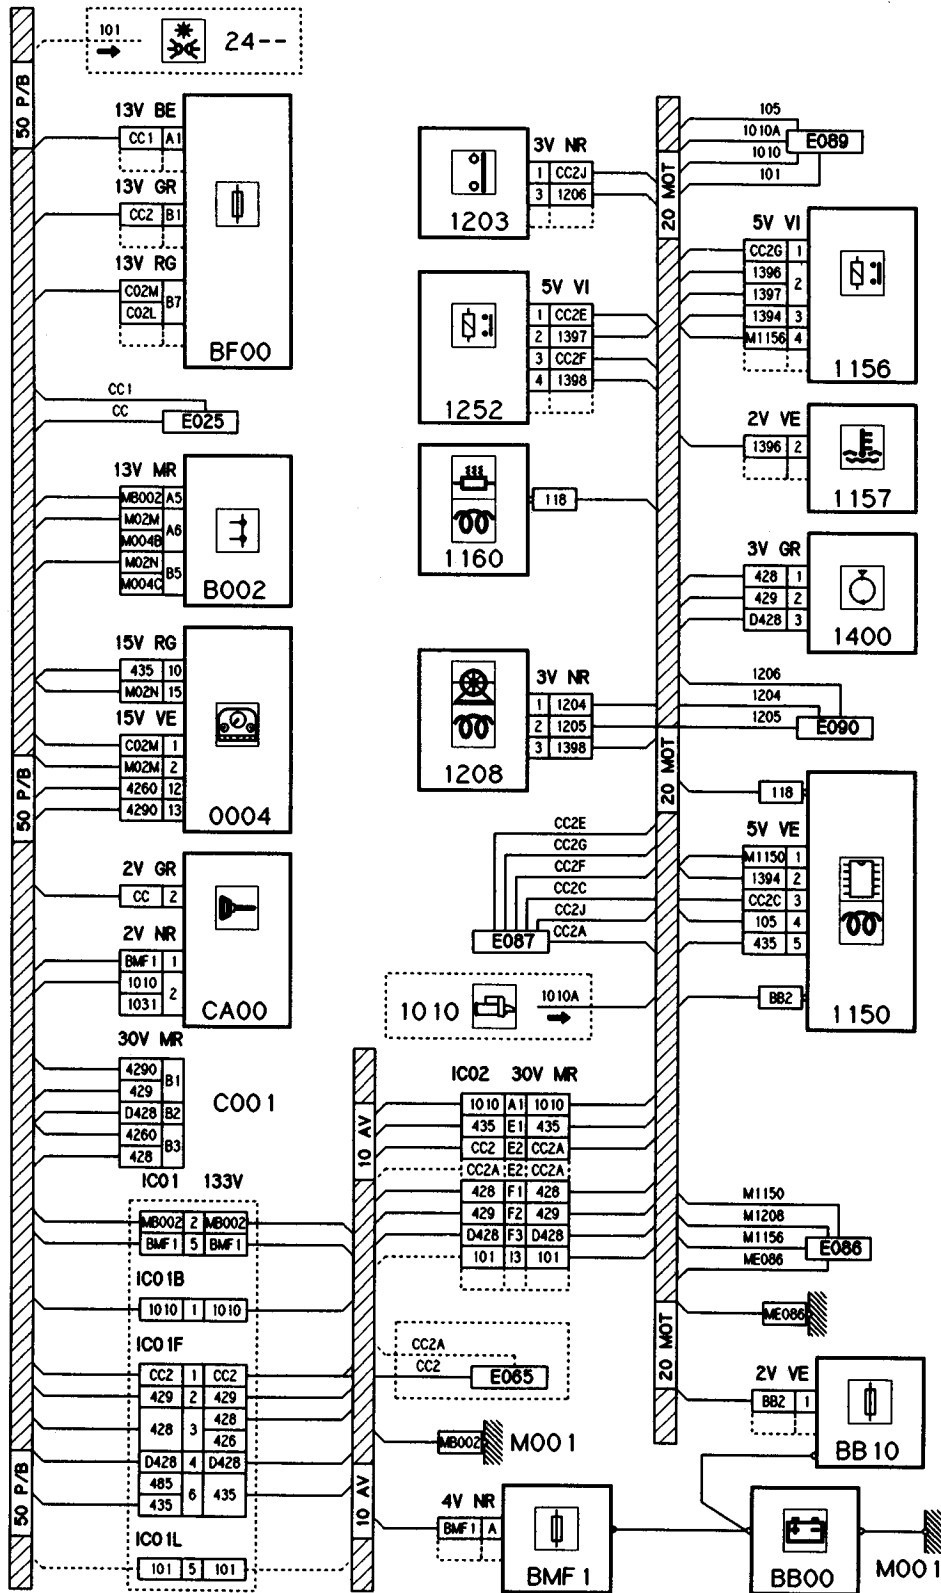 101
24--
50 P/B
13V BE
CC1 A1
13V GR
CC2 B1
13V RG
C02M B7
C02L
BF00
CC1
CC
E025
13V MR
MB002 A5
M02M A6
M004B
M02N B5
M004C
B002
15V RG
435 10
M02N 15
15V VE
C02M 1
M02M 2
4260 12
4290 13
0004
50 P/B
2V GR
CC 2
2V NR
BMF1 1
1010 2
1031
CA00
30V MR
4290 B1
429
D428 B2
4260 B3
428
C001
IC01 133V
MB002 2 MB002
BMF1 5 BMF1
IC01B
1010 1 1010
IC01F
CC2 1 CC2
429 2 429
428 3 428
426
D428 4 D428
485 6 435
435
IC01L
101 5 101
50 P/B
3V NR
1 CC2J
3 1206
1203
5V VI
1 CC2E
2 1397
3 CC2F
4 1398
1252
118
1160
3V NR
1 1204
2 1205
3 1398
1208
CC2E
CC2G
CC2F
CC2C
CC2J
CC2A
E087
1010
1010A
10 AV
IC02 30V MR
1010 A1 1010
435 E1 435
CC2 E2 CC2A
CC2A E2 CC2A
428 F1 428
429 F2 429
D428 F3 D428
101 I3 101
CC2A
CC2
E065
MB002
M001
10 AV
4V NR
BMF1 A
BMF1
20 MOT
105
1010A
1010
101
E089
5V VI
CC2G 1
1396 2
1397
1394 3
M1156 4
1156
2V VE
1396 2
1157
3V GR
428 1
429 2
D428 3
1400
1206
1204
1205
E090
20 MOT
118
5V VE
M1150 1
1394 2
CC2C 3
105 4
435 5
BB2
1150
M1150
M1208
M1156
ME086
E086
ME086
20 MOT
2V VE
BB2 1
BB10
BB00
M001